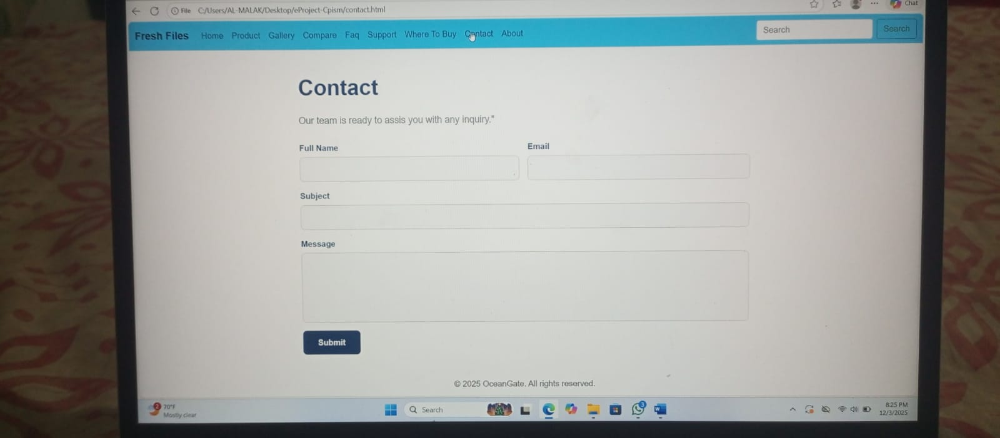 File C:/Users/AL-MALAK/Desktop/eProject-Cpism/contact.html
Chat
Fresh Files Home Product Gallery Compare Faq Support Where To Buy Contact About Search Search
Contact
Our team is ready to assis you with any inquiry."
Full Name Email
Subject
Message
Submit
© 2025 OceanGate. All rights reserved.
2 70°F
Mostly clear
Search
3
W
8:25 PM
12/3/2025